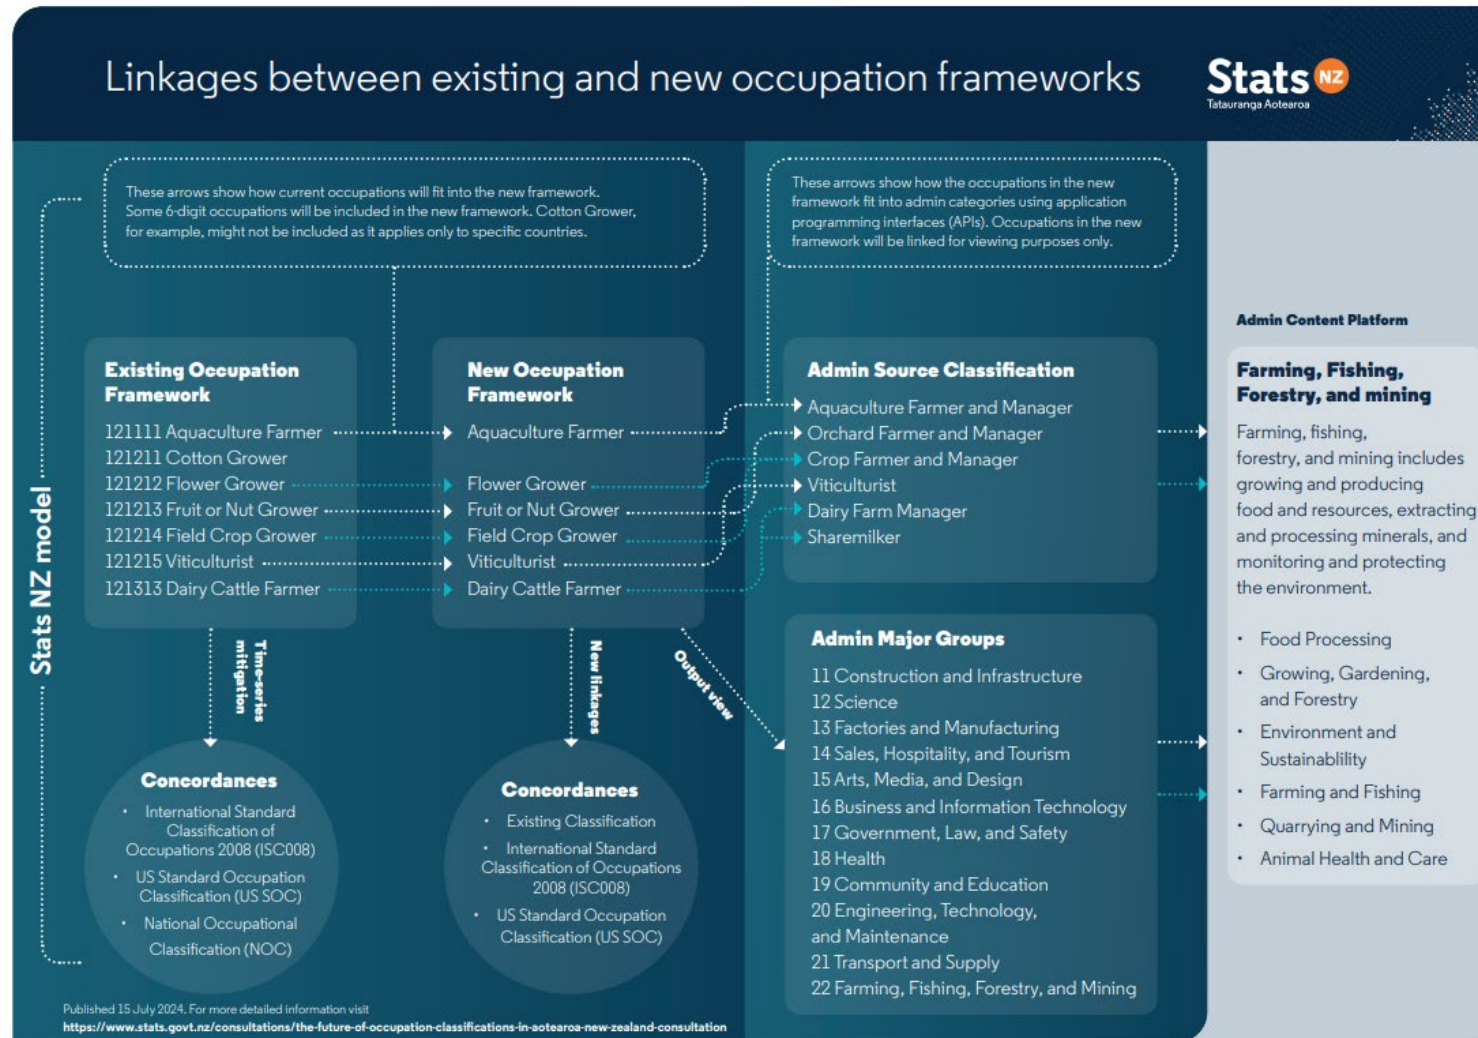 Linkages between existing and new occupation frameworks
Stats NZ
Tatauranga Aotearoa
Stats NZ model
These arrows show how current occupations will fit into the new framework.
Some 6-digit occupations will be included in the new framework. Cotton Grower,
for example, might not be included as it applies only to specific countries.
These arrows show how the occupations in the new
framework fit into admin categories using application
programming interfaces (APIs). Occupations in the new
framework will be linked for viewing purposes only.
Existing Occupation
Framework
121111 Aquaculture Farmer
121211 Cotton Grower
121212 Flower Grower
121213 Fruit or Nut Grower
121214 Field Crop Grower
121215 Viticulturist
121313 Dairy Cattle Farmer
New Occupation
Framework
Aquaculture Farmer
Flower Grower
Fruit or Nut Grower
Field Crop Grower
Viticulturist
Dairy Cattle Farmer
Admin Source Classification
Aquaculture Farmer and Manager
Orchard Farmer and Manager
Crop Farmer and Manager
Viticulturist
Dairy Farm Manager
Sharemilker
Time-series
mitigation
New linkages
Output view
Concordances
• International Standard
Classification of
Occupations 2008 (ISC008)
• US Standard Occupation
Classification (US SOC)
• National Occupational
Classification (NOC)
Concordances
• Existing Classification
• International Standard
Classification of Occupations
2008 (ISC008)
• US Standard Occupation
Classification (US SOC)
Admin Major Groups
11 Construction and Infrastructure
12 Science
13 Factories and Manufacturing
14 Sales, Hospitality, and Tourism
15 Arts, Media, and Design
16 Business and Information Technology
17 Government, Law, and Safety
18 Health
19 Community and Education
20 Engineering, Technology,
and Maintenance
21 Transport and Supply
22 Farming, Fishing, Forestry, and Mining
Admin Content Platform
Farming, Fishing,
Forestry, and mining
Farming, fishing,
forestry, and mining includes
growing and producing
food and resources, extracting
and processing minerals, and
monitoring and protecting
the environment.
• Food Processing
• Growing, Gardening,
and Forestry
• Environment and
Sustainablility
• Farming and Fishing
• Quarrying and Mining
• Animal Health and Care
Published 15 July 2024. For more detailed information visit
https://www.stats.govt.nz/consultations/the-future-of-occupation-classifications-in-aotearoa-new-zealand-consultation